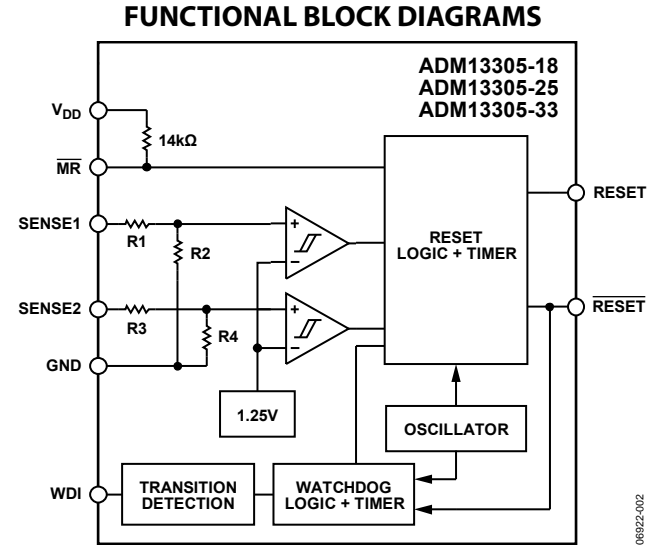 FUNCTIONAL BLOCK DIAGRAMS
ADM13305-18
ADM13305-25
ADM13305-33
VDD
14kΩ
MR
SENSE1
R1
R2
+
−
RESET
LOGIC + TIMER
RESET
SENSE2
R3
R4
+
−
RESET
GND
1.25V
OSCILLATOR
WDI
TRANSITION
DETECTION
WATCHDOG
LOGIC + TIMER
06922-002